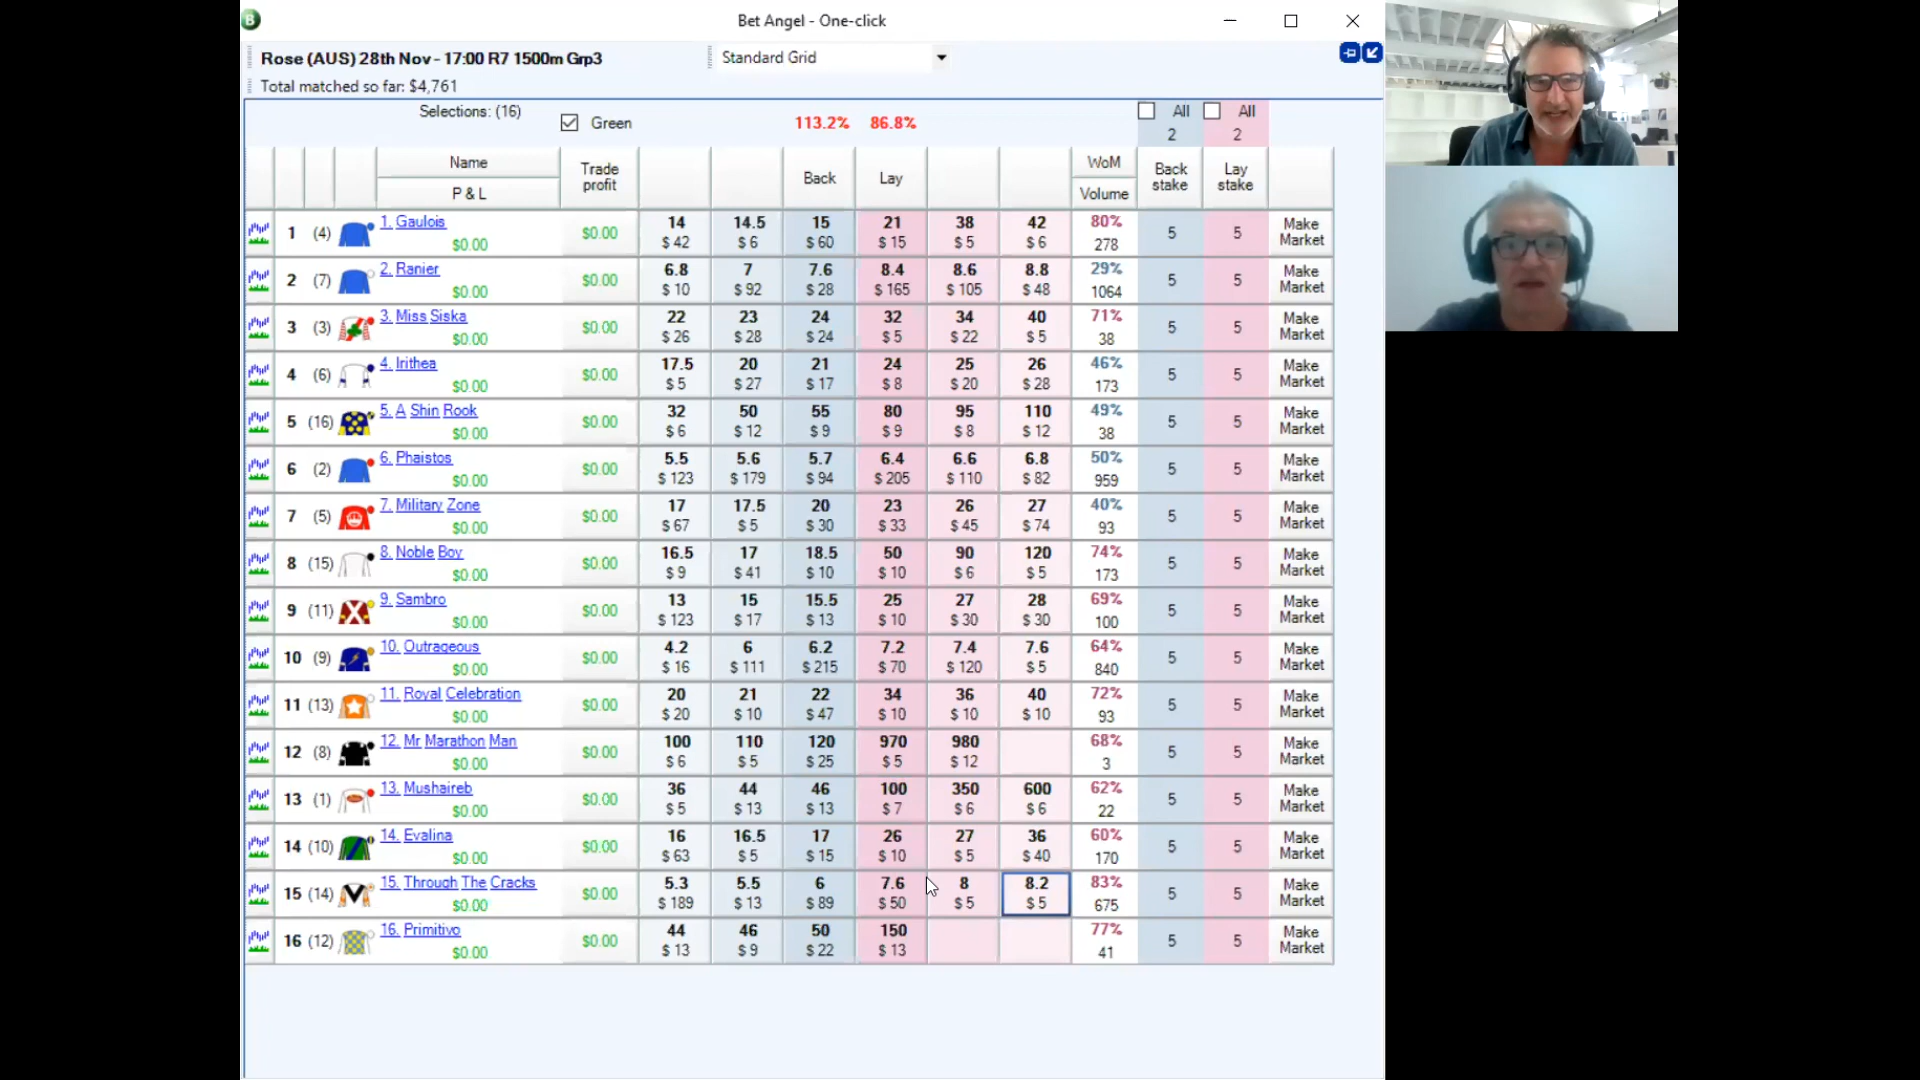 Bet Angel - One-click
Rose (AUS) 28th Nov - 17:00 R7 1500m Grp3
Standard Grid
Total matched so far: $4,761
Selections: (16)
Green
113.2% 86.8%
All All
2 2
Name Trade profit Back Lay WoM Back stake Lay stake
P & L Volume
1 (4) 1. Gaulois $0.00 14 14.5 15 21 38 42 80% 5 5 Make Market
$0.00 $ 42 $ 6 $ 60 $ 15 $ 5 $ 6 278
2 (7) 2. Ranier $0.00 6.8 7 7.6 8.4 8.6 8.8 29% 5 5 Make Market
$0.00 $ 10 $ 92 $ 28 $ 165 $ 105 $ 48 1064
3 (3) 3. Miss Siska $0.00 22 23 24 32 34 40 71% 5 5 Make Market
$0.00 $ 26 $ 28 $ 24 $ 5 $ 22 $ 5 38
4 (6) 4. Irithea $0.00 17.5 20 21 24 25 26 46% 5 5 Make Market
$0.00 $ 5 $ 27 $ 17 $ 8 $ 20 $ 28 173
5 (16) 5. A Shin Rook $0.00 32 50 55 80 95 110 49% 5 5 Make Market
$0.00 $ 6 $ 12 $ 9 $ 9 $ 8 $ 12 38
6 (2) 6. Phaistos $0.00 5.5 5.6 5.7 6.4 6.6 6.8 50% 5 5 Make Market
$0.00 $ 123 $ 179 $ 94 $ 205 $ 110 $ 82 959
7 (5) 7. Military Zone $0.00 17 17.5 20 23 26 27 40% 5 5 Make Market
$0.00 $ 67 $ 5 $ 30 $ 33 $ 45 $ 74 93
8 (15) 8. Noble Boy $0.00 16.5 17 18.5 50 90 120 74% 5 5 Make Market
$0.00 $ 9 $ 41 $ 10 $ 10 $ 6 $ 5 173
9 (11) 9. Sambro $0.00 13 15 15.5 25 27 28 69% 5 5 Make Market
$0.00 $ 123 $ 17 $ 13 $ 10 $ 30 $ 30 100
10 (9) 10. Outrageous $0.00 4.2 6 6.2 7.2 7.4 7.6 64% 5 5 Make Market
$0.00 $ 16 $ 111 $ 215 $ 70 $ 120 $ 5 840
11 (13) 11. Royal Celebration $0.00 20 21 22 34 36 40 72% 5 5 Make Market
$0.00 $ 20 $ 10 $ 47 $ 10 $ 10 $ 10 93
12 (8) 12. Mr Marathon Man $0.00 100 110 120 970 980 68% 5 5 Make Market
$0.00 $ 6 $ 5 $ 25 $ 5 $ 12 3
13 (1) 13. Mushaireb $0.00 36 44 46 100 350 600 62% 5 5 Make Market
$0.00 $ 5 $ 13 $ 13 $ 7 $ 6 $ 6 22
14 (10) 14. Evalina $0.00 16 16.5 17 26 27 36 60% 5 5 Make Market
$0.00 $ 63 $ 5 $ 15 $ 10 $ 5 $ 40 170
15 (14) 15. Through The Cracks $0.00 5.3 5.5 6 7.6 8 8.2 83% 5 5 Make Market
$0.00 $ 189 $ 13 $ 89 $ 50 $ 5 $ 5 675
16 (12) 16. Primitivo $0.00 44 46 50 150 77% 5 5 Make Market
$0.00 $ 13 $ 9 $ 22 $ 13 41